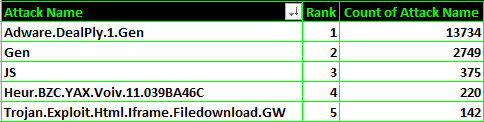 Attack Name Rank Count of Attack Name
Adware.DealPly.1.Gen 1 13734
Gen 2 2749
JS 3 375
Heur.BZC.YAX.Voiv.11.039BA46C 4 220
Trojan.Exploit.Html.Iframe.Filedownload.GW 5 142